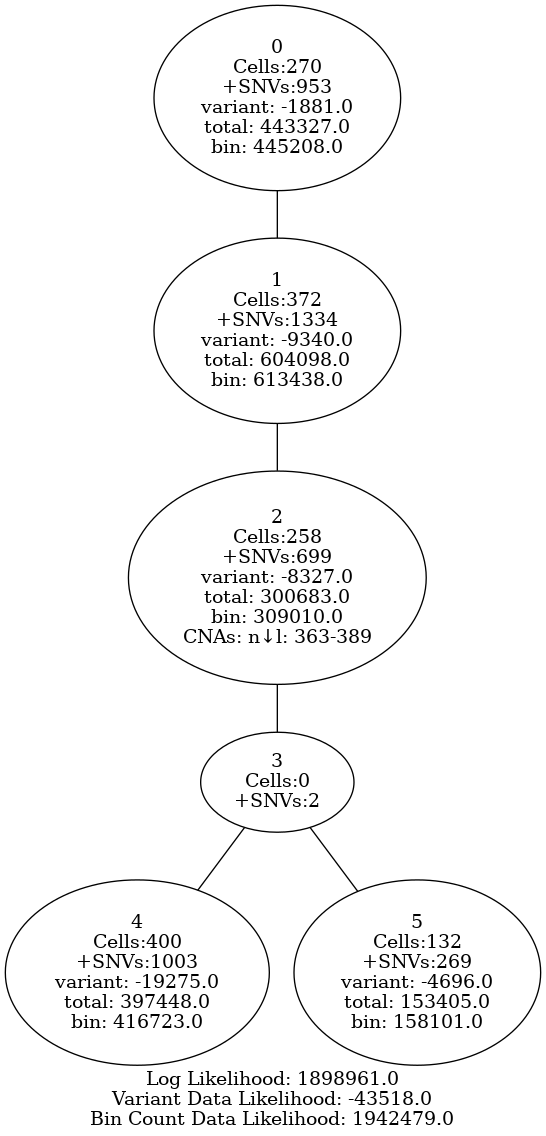 0
Cells:270
+SNVs:953
variant: -1881.0
total: 443327.0
bin: 445208.0
1
Cells:372
+SNVs:1334
variant: -9340.0
total: 604098.0
bin: 613438.0
2
Cells:258
+SNVs:699
variant: -8327.0
total: 300683.0
bin: 309010.0
CNAs: n↓l: 363-389
3
Cells:0
+SNVs:2
4
Cells:400
+SNVs:1003
variant: -19275.0
total: 397448.0
bin: 416723.0
5
Cells:132
+SNVs:269
variant: -4696.0
total: 153405.0
bin: 158101.0
Log Likelihood: 1898961.0
Variant Data Likelihood: -43518.0
Bin Count Data Likelihood: 1942479.0